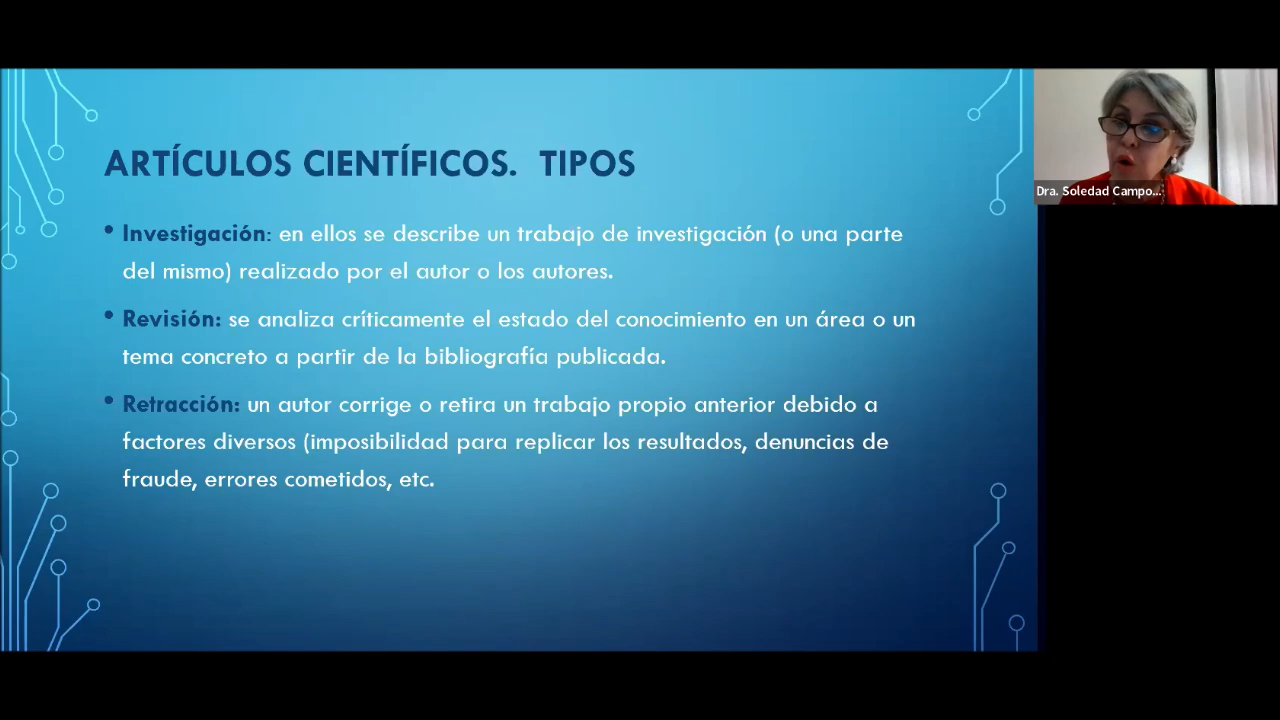 ARTÍCULOS CIENTÍFICOS. TIPOS
• Investigación: en ellos se describe un trabajo de investigación (o una parte
del mismo) realizado por el autor o los autores.
• Revisión: se analiza críticamente el estado del conocimiento en un área o un
tema concreto a partir de la bibliografía publicada.
• Retracción: un autor corrige o retira un trabajo propio anterior debido a
factores diversos (imposibilidad para replicar los resultados, denuncias de
fraude, errores cometidos, etc.
Dra. Soledad Campo...